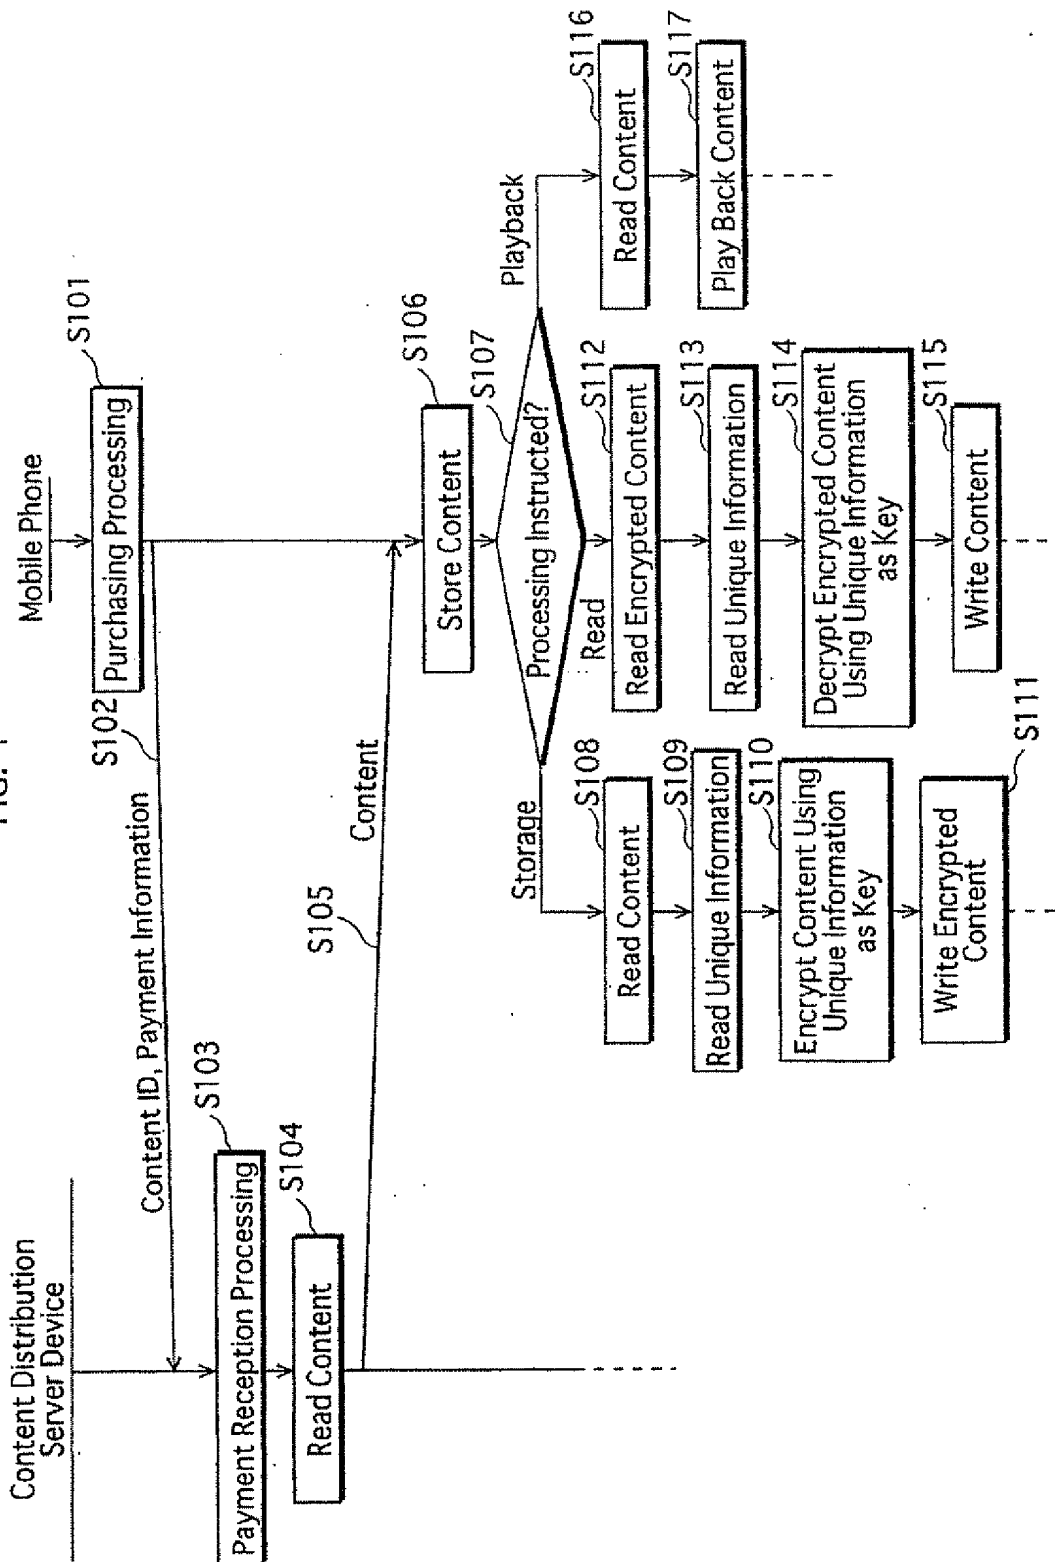 Content Distribution
Server Device
Mobile Phone
S101
Purchasing Processing
S102
Content ID, Payment Information
S103
Payment Reception Processing
S104
Read Content
S105
Content
S106
Store Content
S107
Processing Instructed?
Storage
Read
Playback
S108
Read Content
S109
Read Unique Information
S110
Encrypt Content Using
Unique Information
as Key
S111
Write Encrypted
Content
S112
Read Encrypted Content
S113
Read Unique Information
S114
Decrypt Encrypted Content
Using Unique Information
as Key
S115
Write Content
S116
Read Content
S117
Play Back Content